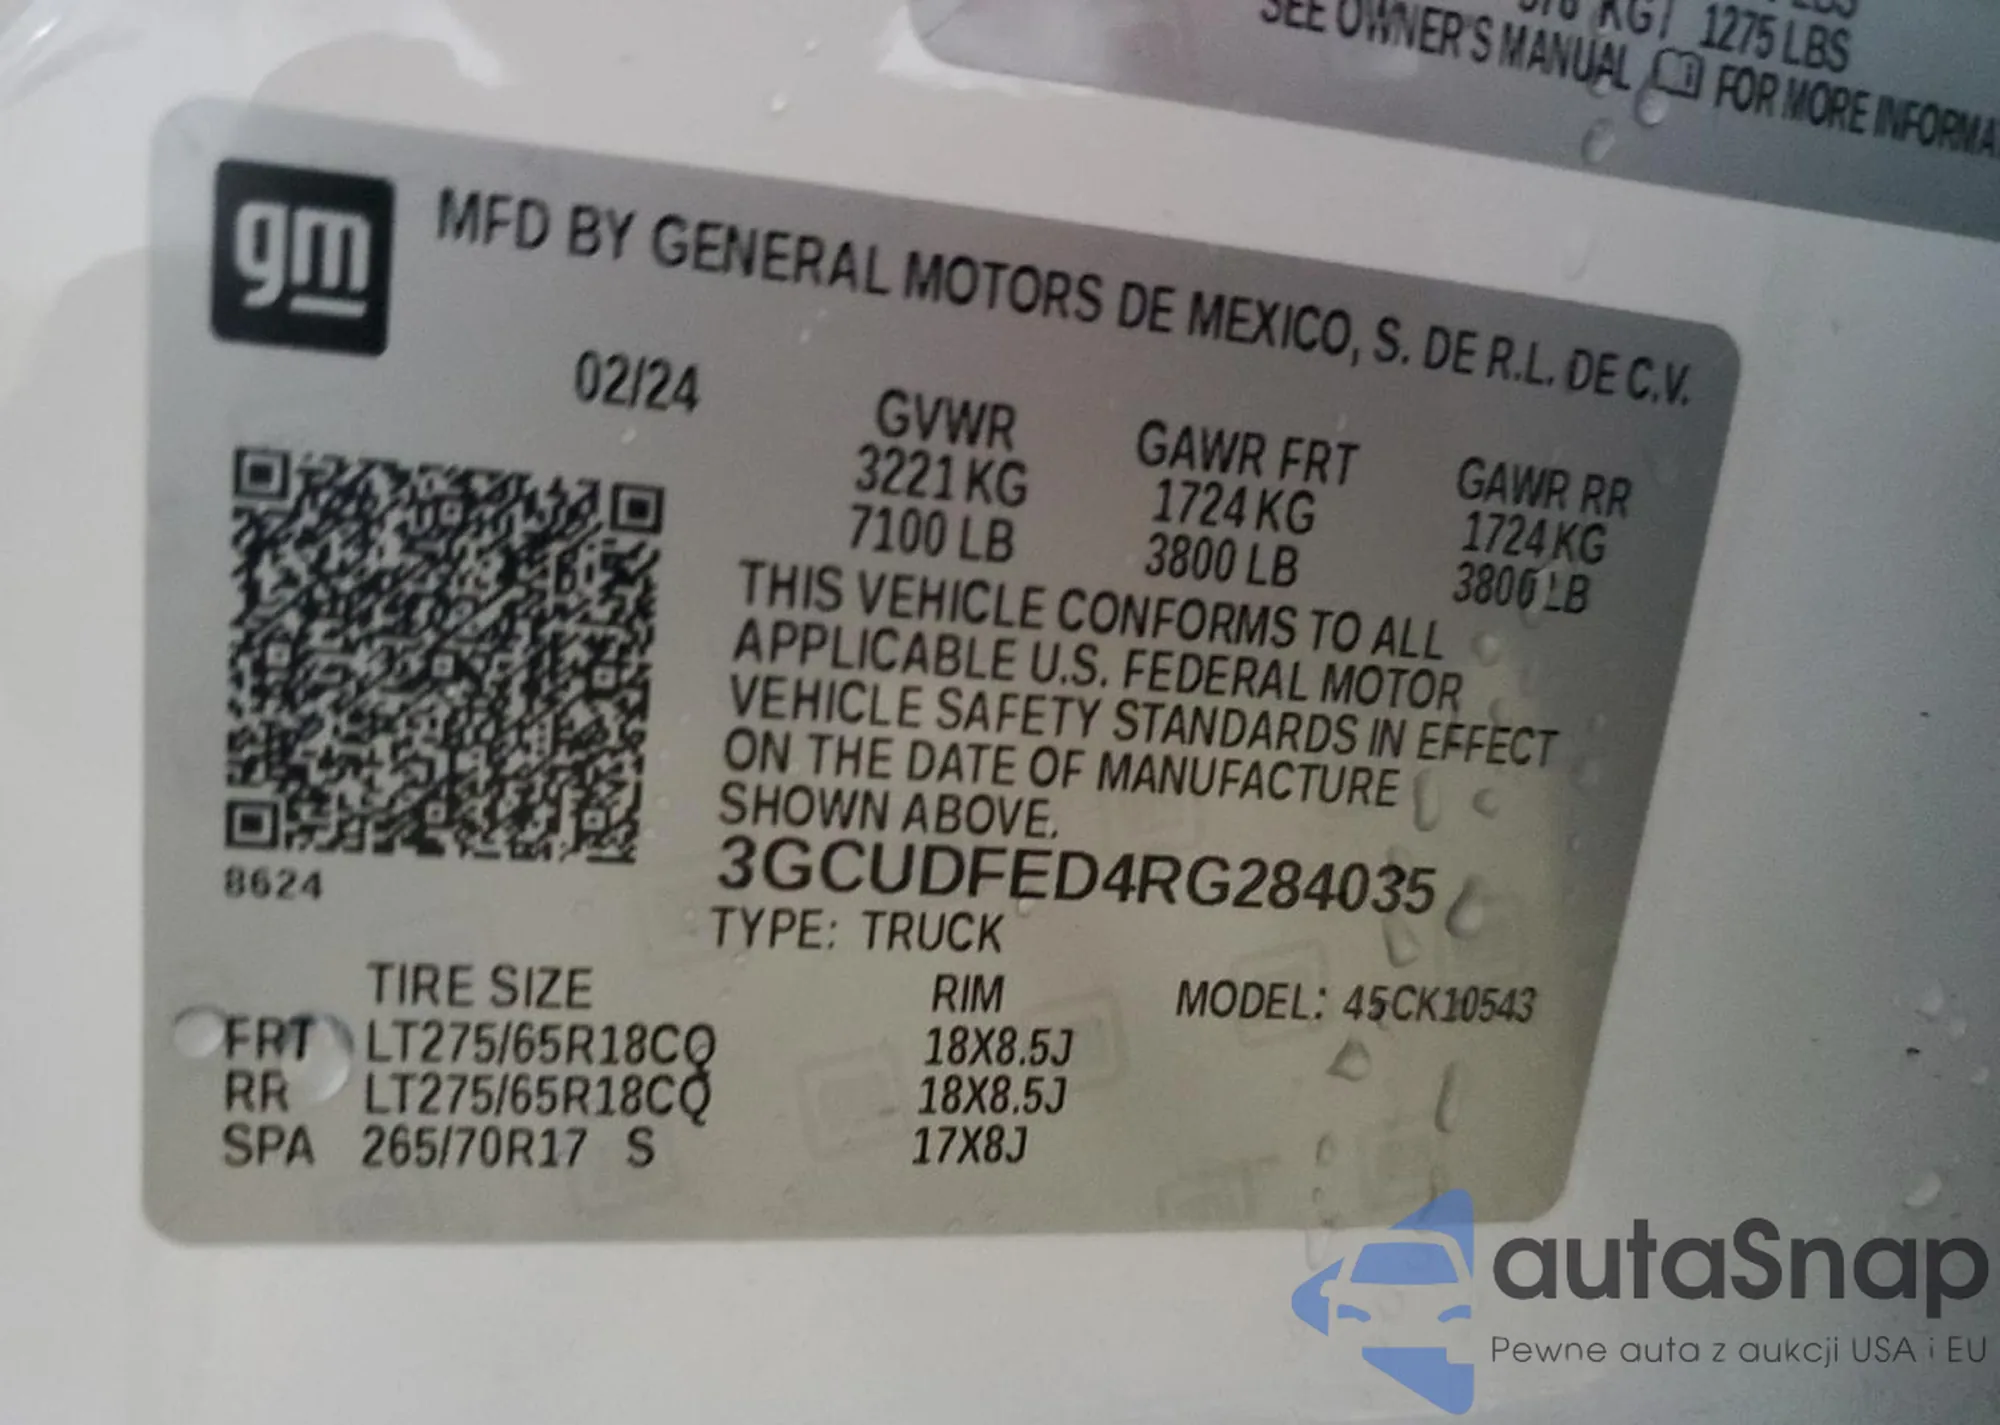 1275 LBS
SEE OWNER'S MANUAL FOR MORE
gm
MFD BY GENERAL MOTORS DE MEXICO, S. DE R.L. DE C.V.
02/24
GVWR GAWR FRT GAWR RR
3221 KG 1724 KG 1724 KG
7100 LB 3800 LB 3800 LB
THIS VEHICLE CONFORMS TO ALL
APPLICABLE U.S. FEDERAL MOTOR
VEHICLE SAFETY STANDARDS IN EFFECT
ON THE DATE OF MANUFACTURE
SHOWN ABOVE.
3GCUDFED4RG284035
8624
TYPE: TRUCK
TIRE SIZE RIM MODEL: 45CK10543
FRT LT275/65R18CQ 18X8.5J
RR LT275/65R18CQ 18X8.5J
SPA 265/70R17 S 17X8J
autaSnap
Pewne auta z aukcji USA i EU